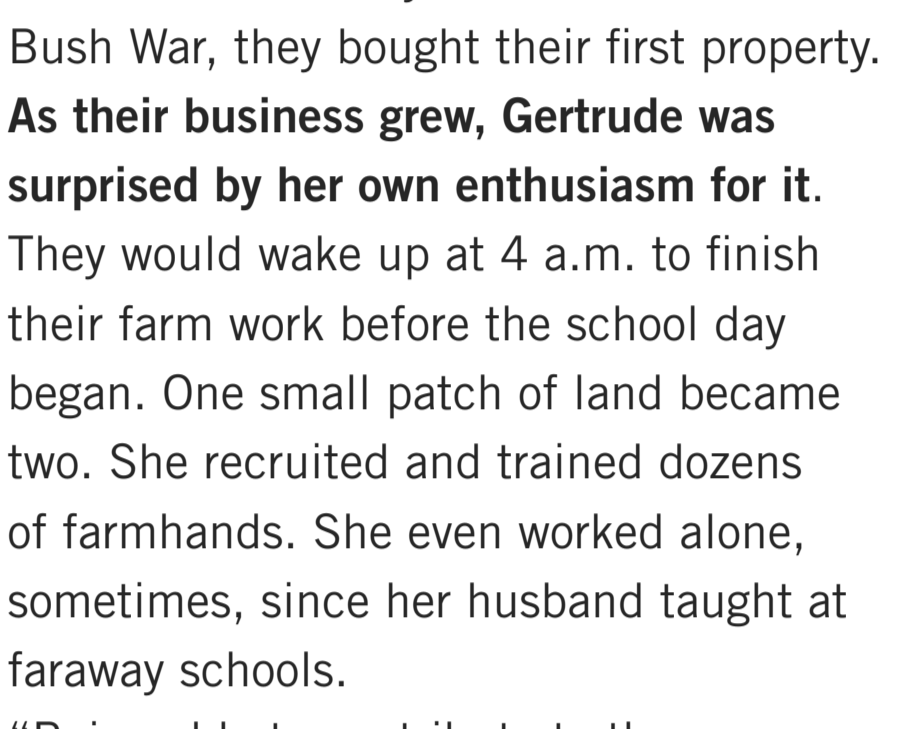 Bush War, they bought their first property.
As their business grew, Gertrude was
surprised by her own enthusiasm for it.
They would wake up at 4 a.m. to finish
their farm work before the school day
began. One small patch of land became
two. She recruited and trained dozens
of farmhands. She even worked alone,
sometimes, since her husband taught at
faraway schools.